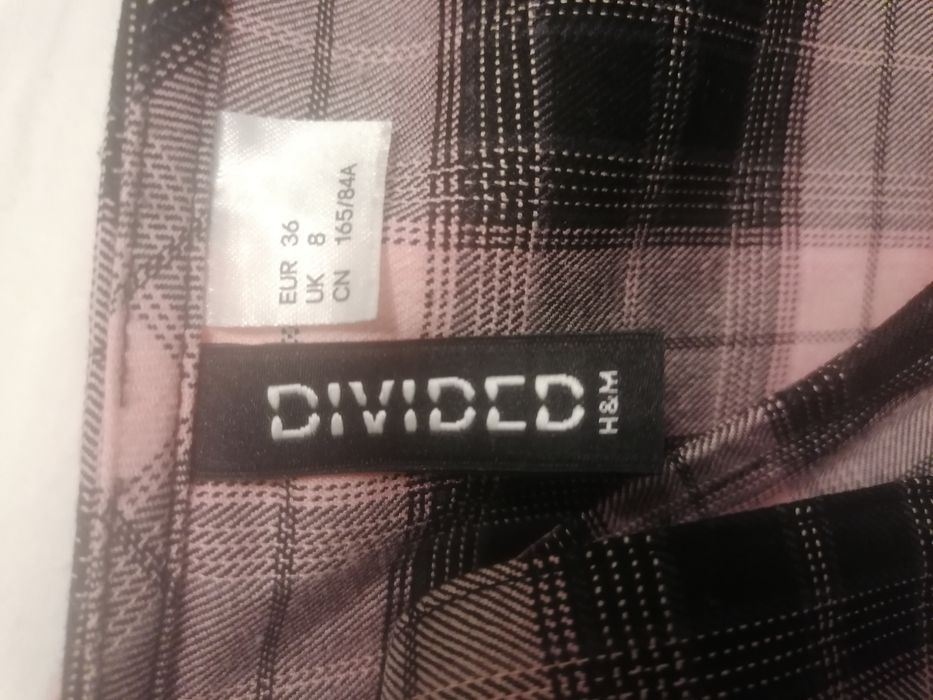 EUR 36
UK 8
CN 165/84A
DIVIDED
H&M